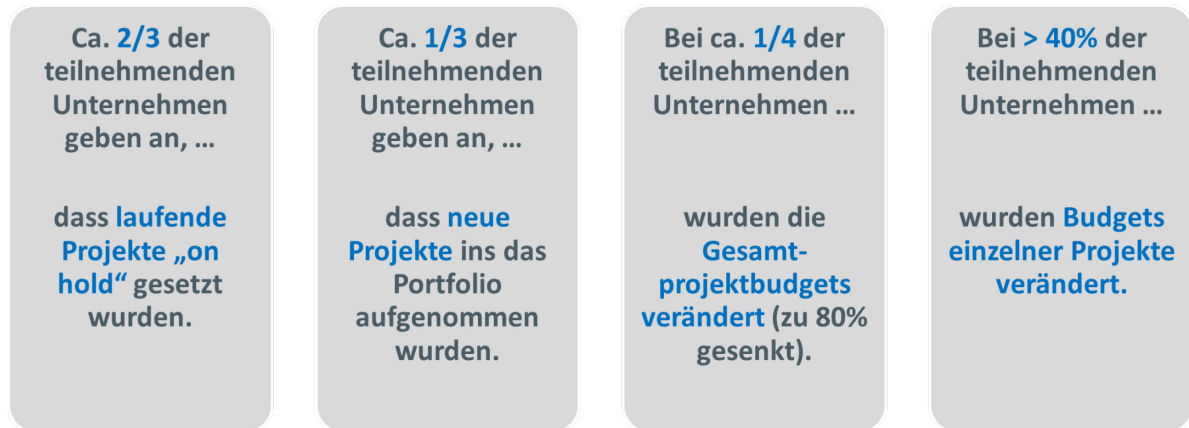 Ca. 2/3 der
teilnehmenden
Unternehmen
geben an, ...
dass laufende
Projekte „on
hold“ gesetzt
wurden.
Ca. 1/3 der
teilnehmenden
Unternehmen
geben an, ...
dass neue
Projekte ins das
Portfolio
aufgenommen
wurden.
Bei ca. 1/4 der
teilnehmenden
Unternehmen ...
wurden die
Gesamt-
projektbudgets
verändert (zu 80%
gesenkt).
Bei > 40% der
teilnehmenden
Unternehmen ...
wurden Budgets
einzelner Projekte
verändert.